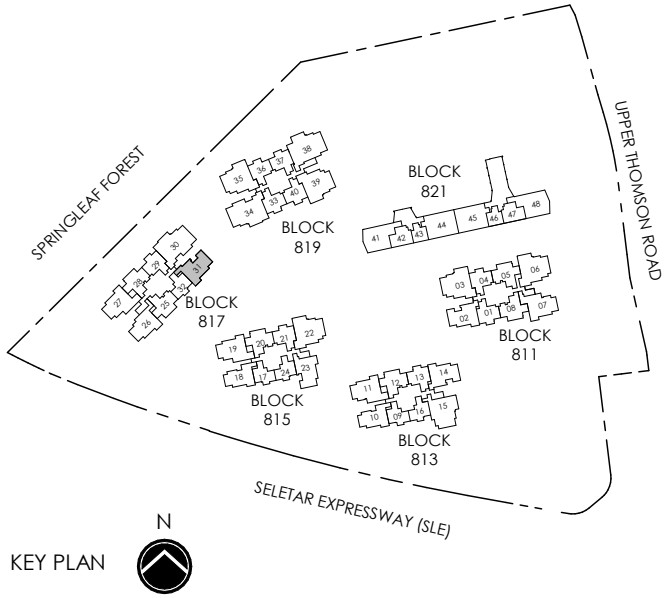 SPRINGLEAF FOREST
UPPER THOMSON ROAD
35 36 37 38
34 33 40 39
BLOCK
819
BLOCK
821
41 42 43 44 45 46 47 48
30
29 31
28 32
27 25
26
BLOCK
817
03 04 05 06
02 01 08 07
BLOCK
811
19 20 21 22
18 17 24 23
BLOCK
815
11 12 13 14
10 09 16 15
BLOCK
813
SELETAR EXPRESSWAY (SLE)
N
KEY PLAN